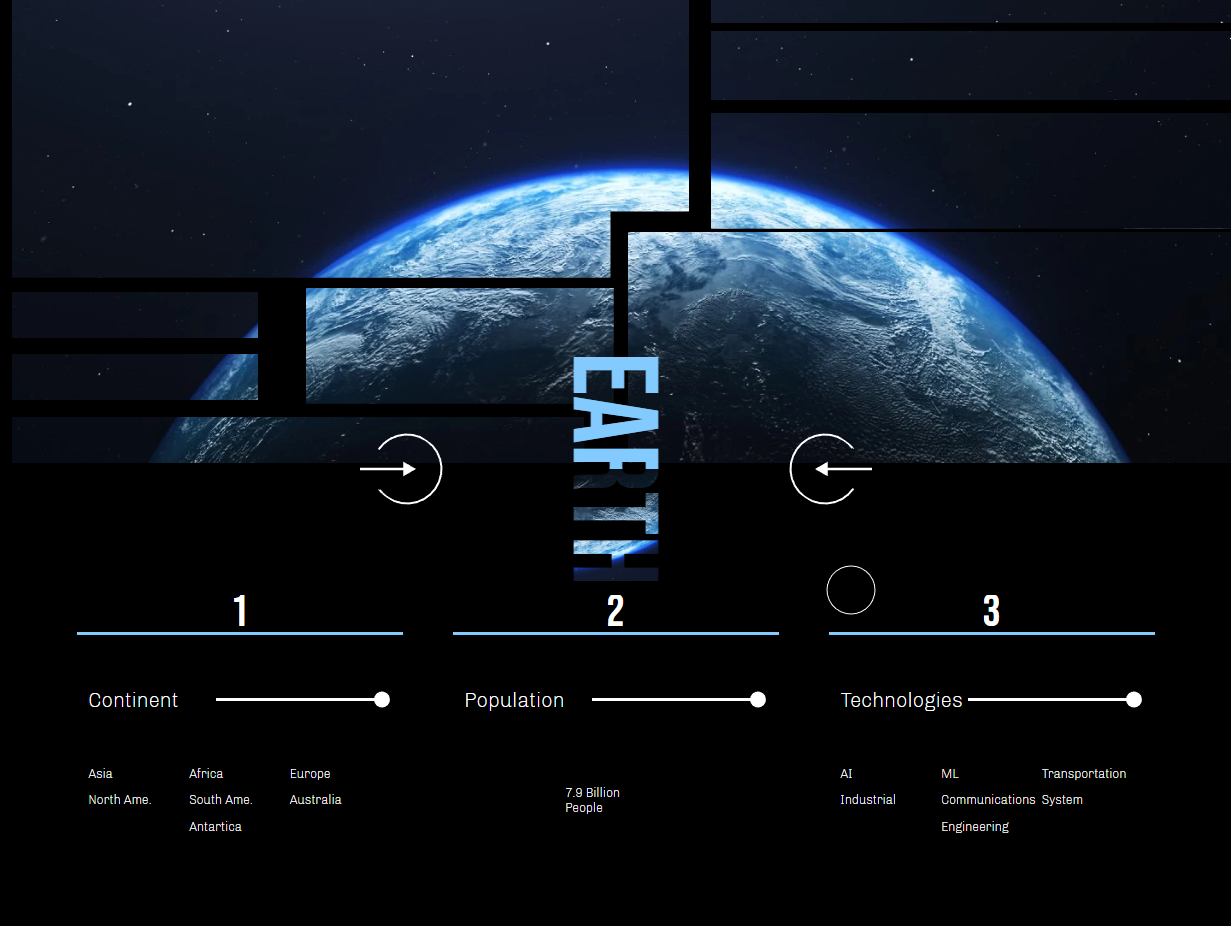 EARTH
1
2
3
Continent
Population
Technologies
Asia Africa Europe
North Ame. South Ame. Australia
Antartica
7.9 Billion
People
AI ML Transportation
Industrial Communications System
Engineering